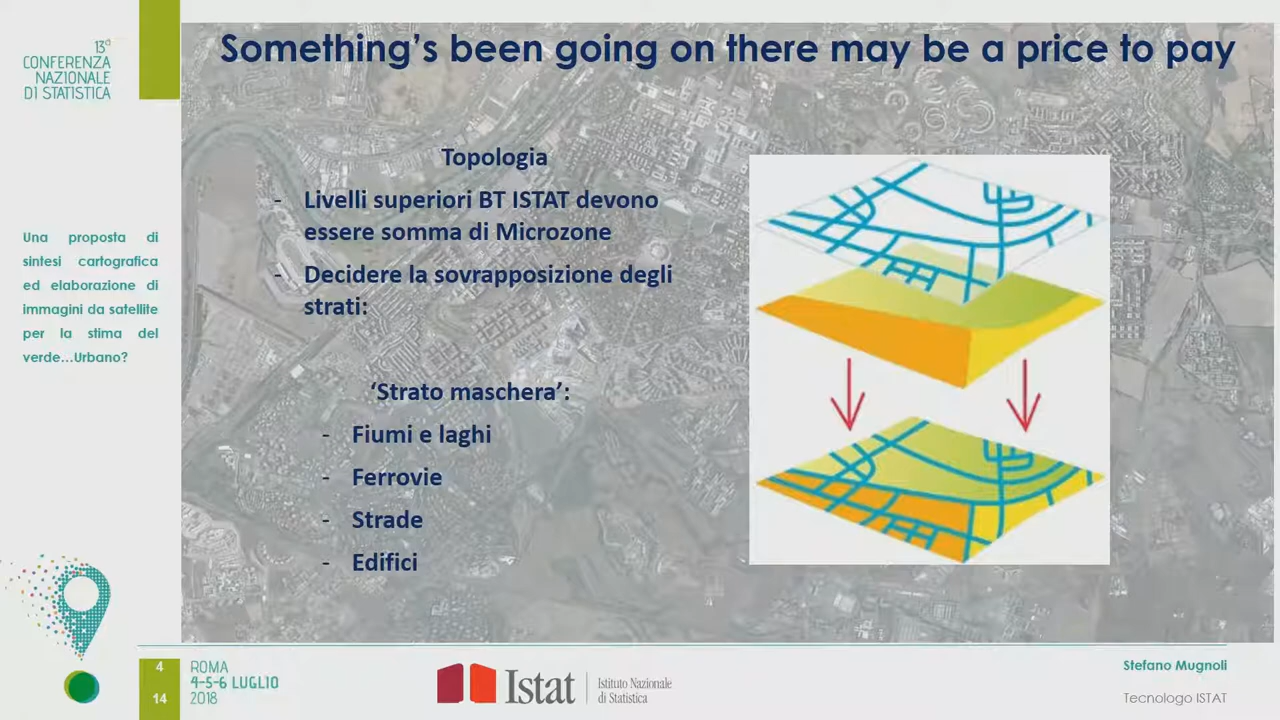 13ª
CONFERENZA
NAZIONALE
DI STATISTICA
Something's been going on there may be a price to pay
Una proposta di
sintesi cartografica
ed elaborazione di
immagini da satellite
per la stima del
verde...Urbano?
Topologia
- Livelli superiori BT ISTAT devono
essere somma di Microzone
- Decidere la sovrapposizione degli
strati:
'Strato maschera':
- Fiumi e laghi
- Ferrovie
- Strade
- Edifici
4
14
ROMA
4-5-6 LUGLIO
2018
Istat
Istituto Nazionale
di Statistica
Stefano Mugnoli
Tecnologo ISTAT